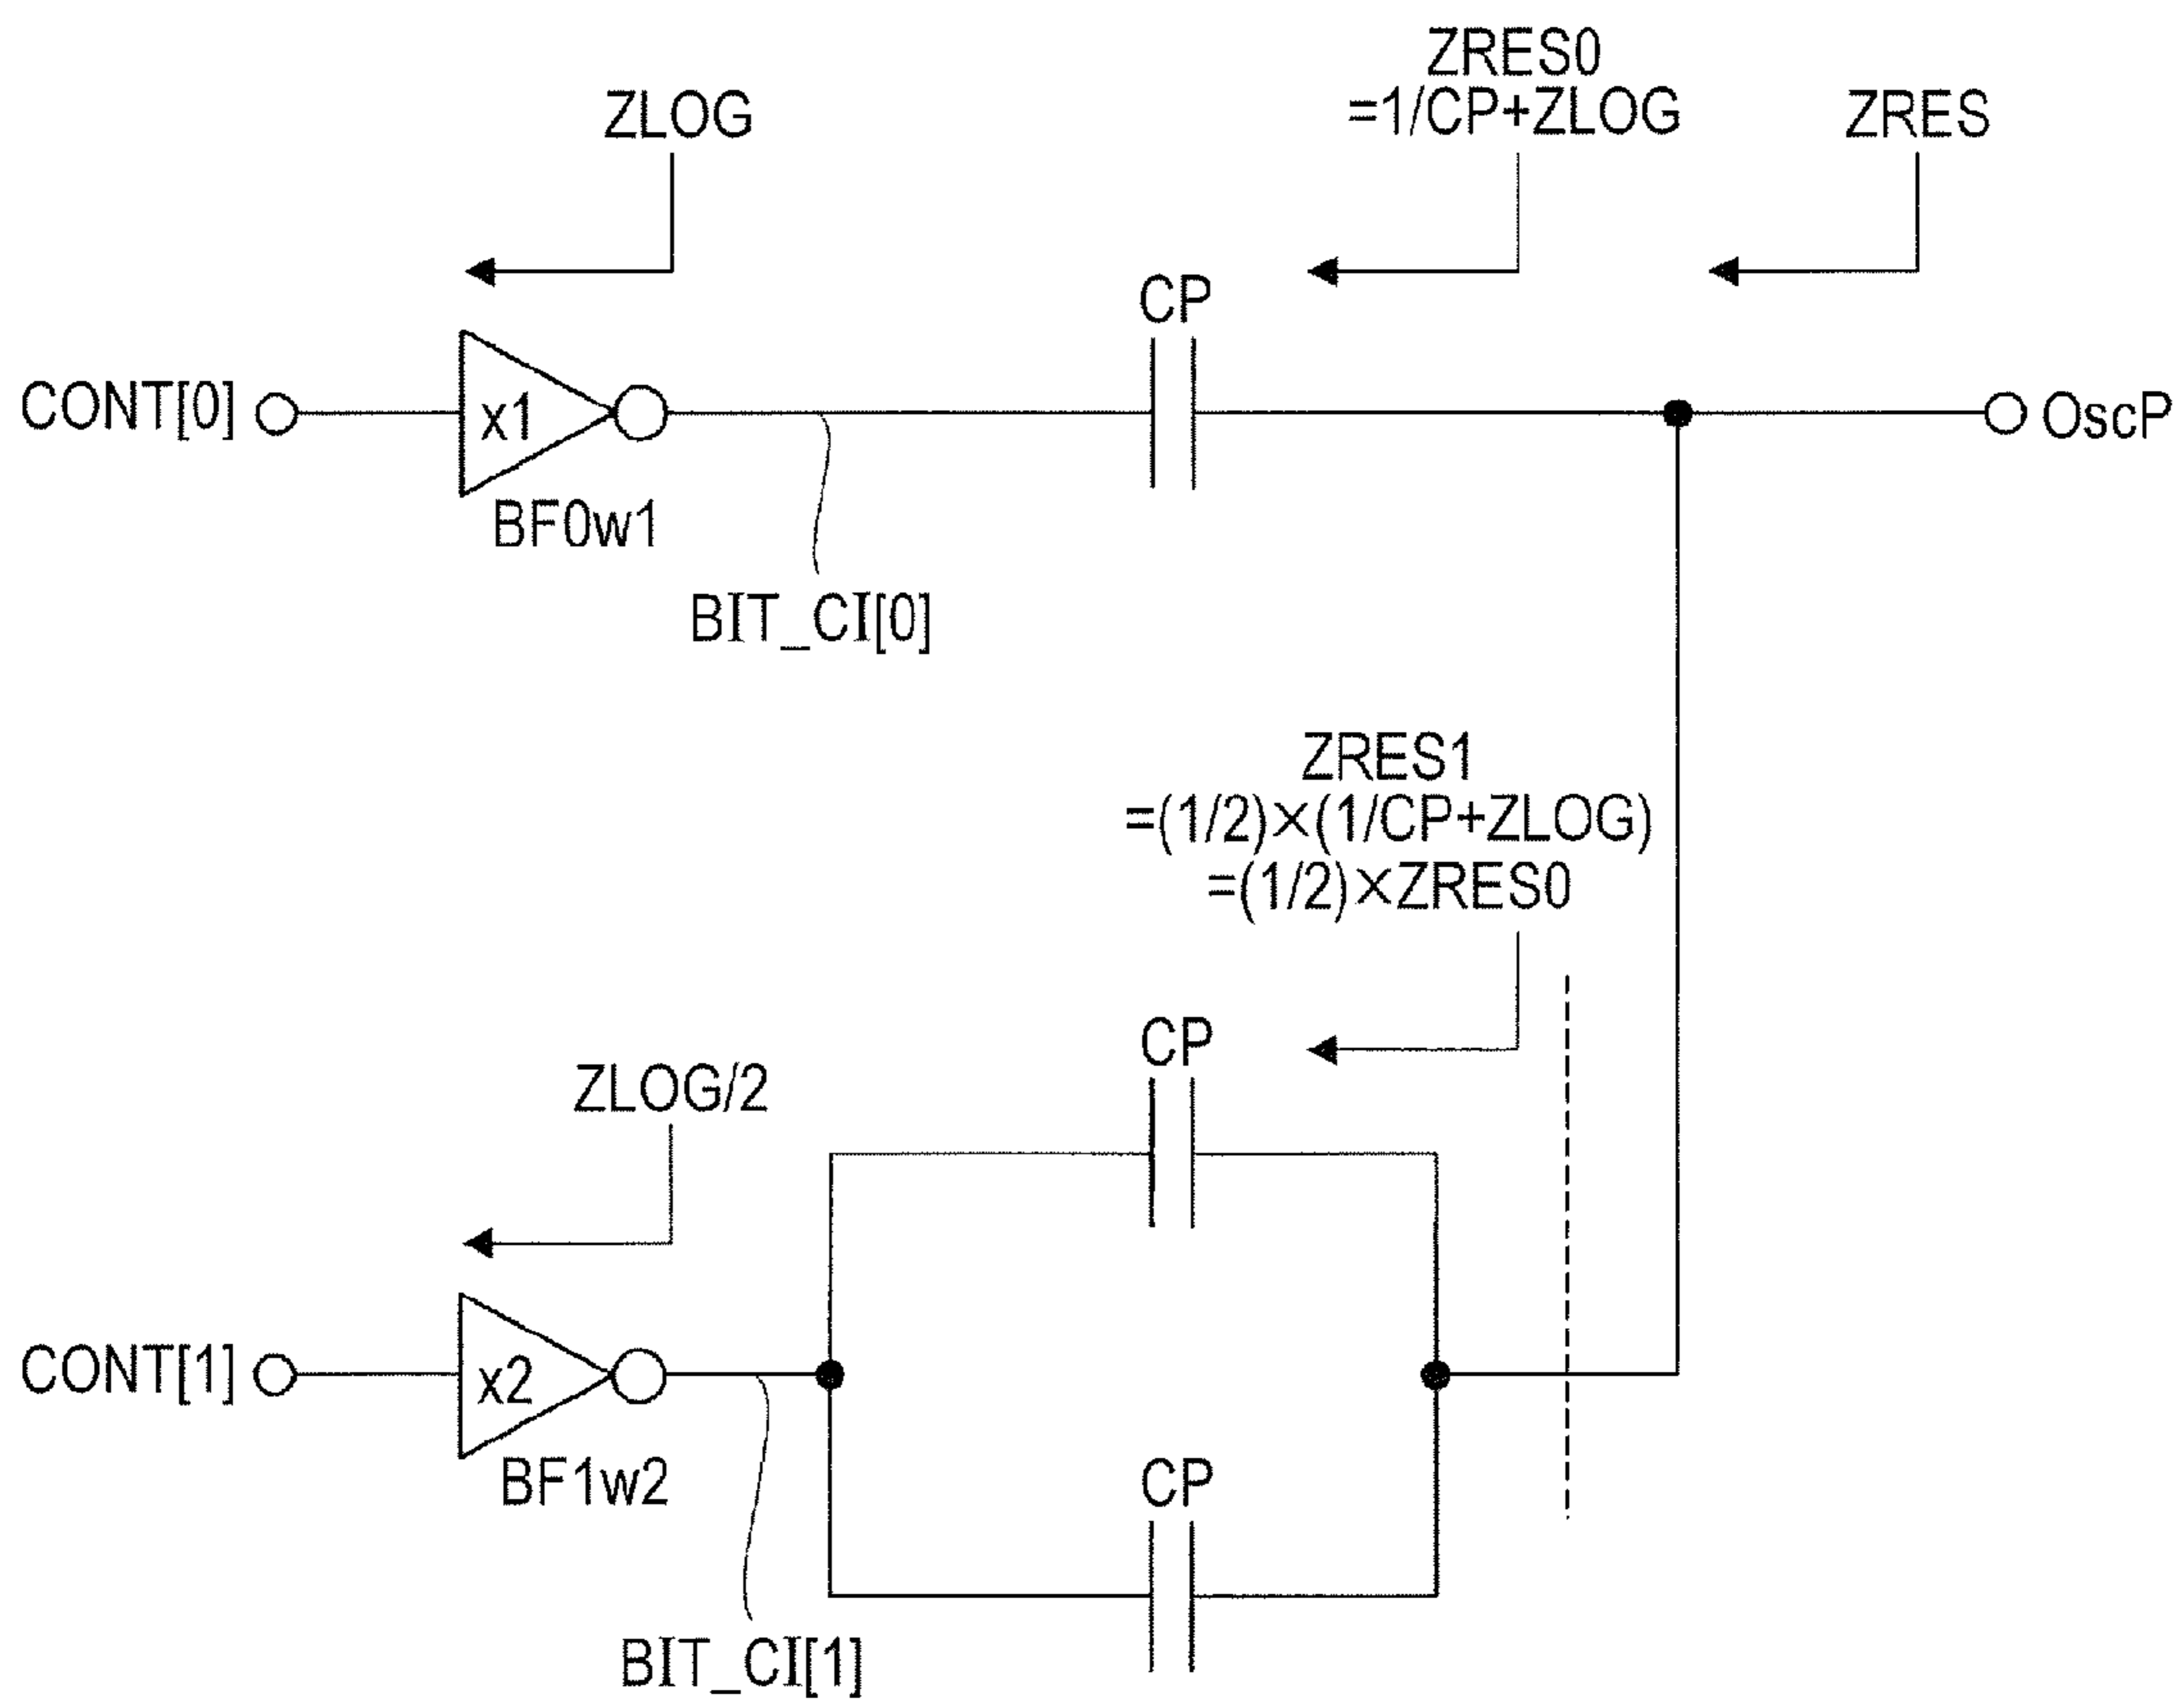 ZRES0
=1/CP+ZLOG
ZLOG
ZRES
CP
CONT[0]
x1
OscP
BF0w1
BIT_CI[0]
ZRES1
=(1/2)×(1/CP+ZLOG)
=(1/2)×ZRES0
CP
ZLOG/2
CONT[1]
x2
BF1w2
CP
BIT_CI[1]